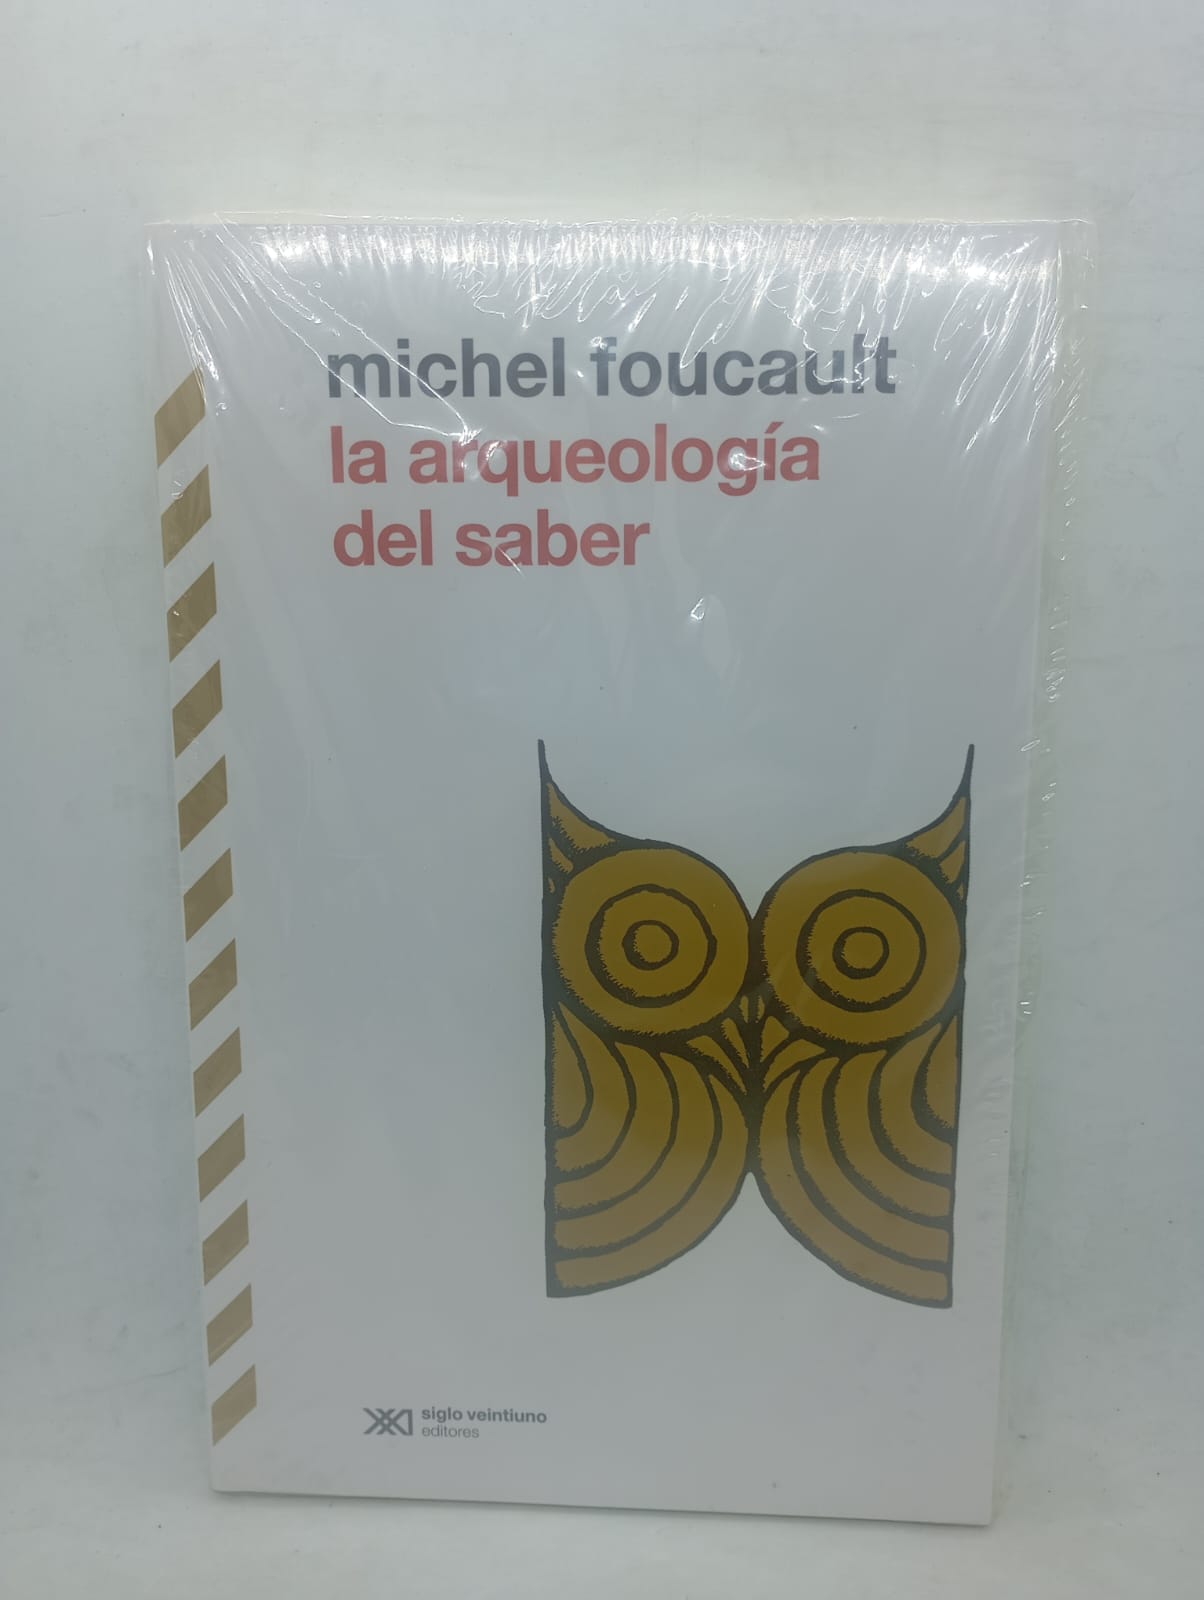 michel foucault
la arqueología
del saber
siglo veintiuno
editores